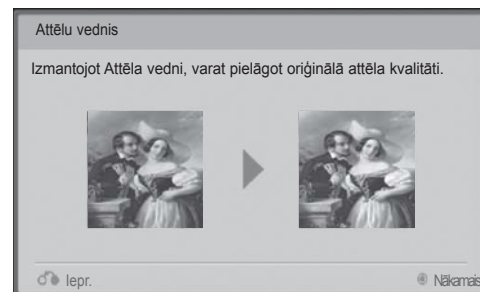 Attēlu vednis
Izmantojot Attēla vedni, varat pielāgot oriģinālā attēla kvalitāti.
Iepr.
Nākamais